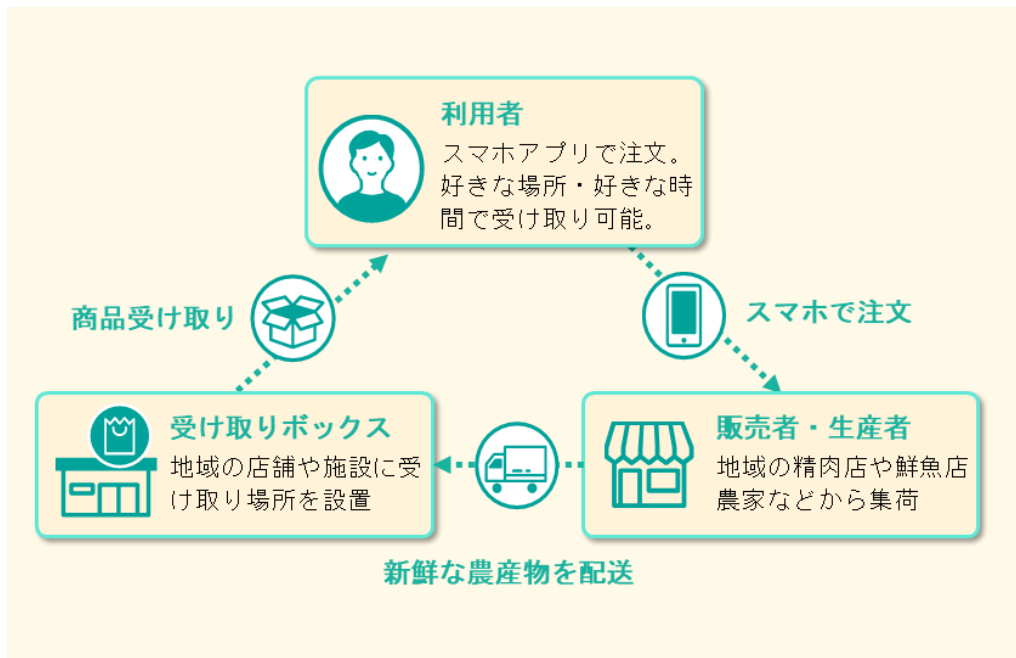 利用者
スマホアプリで注文。
好きな場所・好きな時
間で受け取り可能。
商品受け取り
スマホで注文
受け取りボックス
地域の店舗や施設に受
け取り場所を設置
販売者・生産者
地域の精肉店や鮮魚店
農家などから集荷
新鮮な農産物を配送